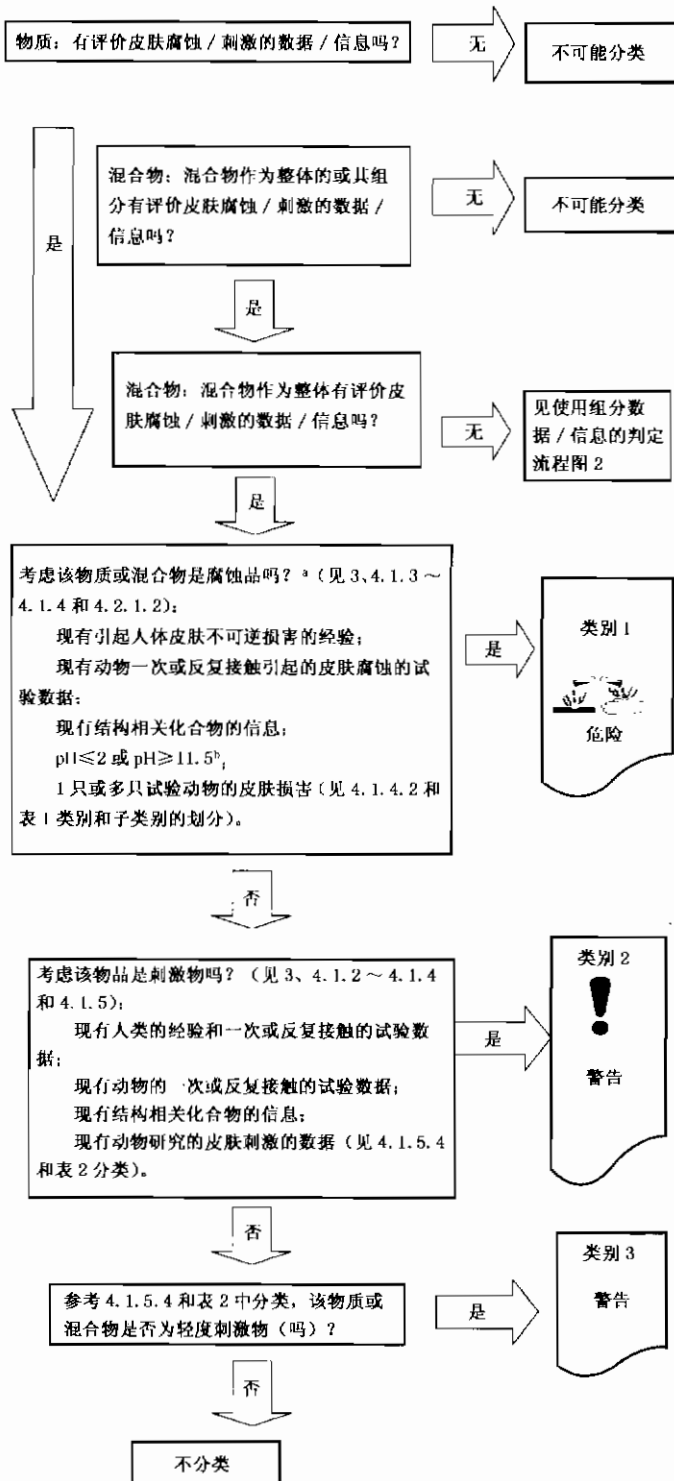 物质：有评价皮肤腐蚀/刺激的数据/信息吗？
无
不可能分类
是
混合物：混合物作为整体的或其组
分有评价皮肤腐蚀/刺激的数据/
信息吗？
无
不可能分类
是
混合物：混合物作为整体有评价皮
肤腐蚀/刺激的数据/信息吗？
无
见使用组分数
据/信息的判定
流程图2
是
考虑该物质或混合物是腐蚀品吗？ᵃ（见3、4.1.3～
4.1.4和4.2.1.2）：
现有引起人体皮肤不可逆损害的经验；
现有动物一次或反复接触引起的皮肤腐蚀的试
验数据；
现有结构相关化合物的信息；
pH≤2或pH≥11.5ᵇ；
1只或多只试验动物的皮肤损害（见4.1.4.2和
表1类别和子类别的划分）。
是
类别1
危险
否
考虑该物品是刺激物吗？（见3、4.1.2～4.1.4
和4.1.5）：
现有人类的经验和一次或反复接触的试验数
据；
现有动物的一次或反复接触的试验数据；
现有结构相关化合物的信息；
现有动物研究的皮肤刺激的数据（见4.1.5.4
和表2分类）。
是
类别2
警告
否
参考4.1.5.4和表2中分类，该物质或
混合物是否为轻度刺激物（吗）？
是
类别3
警告
否
不分类